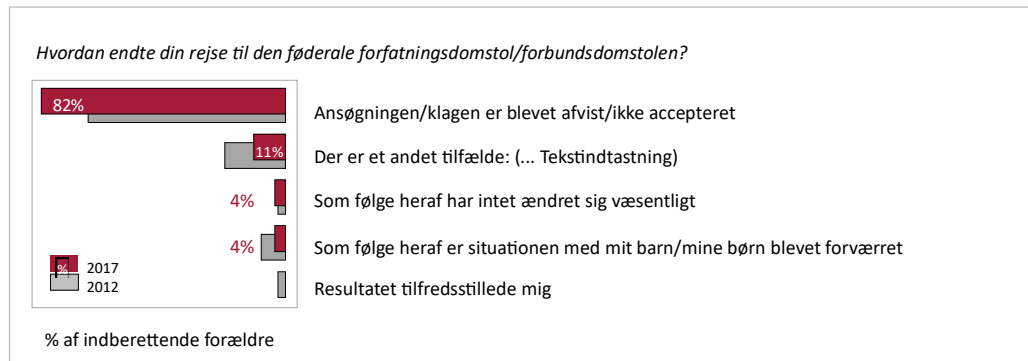 Hvordan endte din rejse til den føderale forfatningsdomstol/forbundsdomstolen?
82%
Ansøgningen/klagen er blevet afvist/ikke accepteret
11%
Der er et andet tilfælde: (... Tekstindtastning)
4%
Som følge heraf har intet ændret sig væsentligt
4%
Som følge heraf er situationen med mit barn/mine børn blevet forværret
% 2017
2012
Resultatet tilfredsstillede mig
% af indberettende forældre